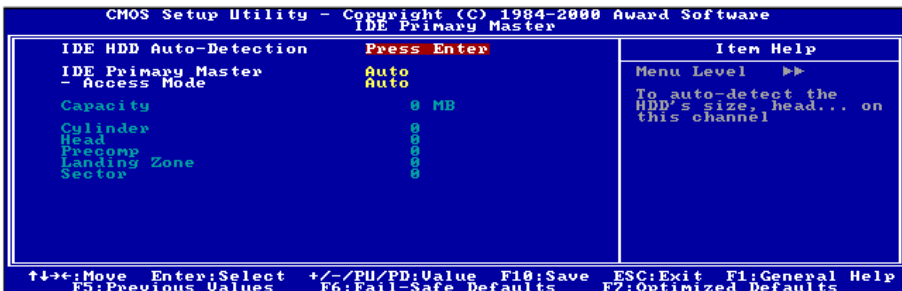 CMOS Setup Utility - Copyright (C) 1984-2000 Award Software
IDE Primary Master
IDE HDD Auto-Detection Press Enter
IDE Primary Master Auto
- Access Mode Auto
Capacity 0 MB
Cylinder 0
Head 0
Precomp 0
Landing Zone 0
Sector 0
Item Help
Menu Level ▸▸
To auto-detect the
HDD's size, head... on
this channel
↑↓→←:Move Enter:Select +/-/PU/PD:Value F10:Save ESC:Exit F1:General Help
F5:Previous Values F6:Fail-Safe Defaults F7:Optimized Defaults